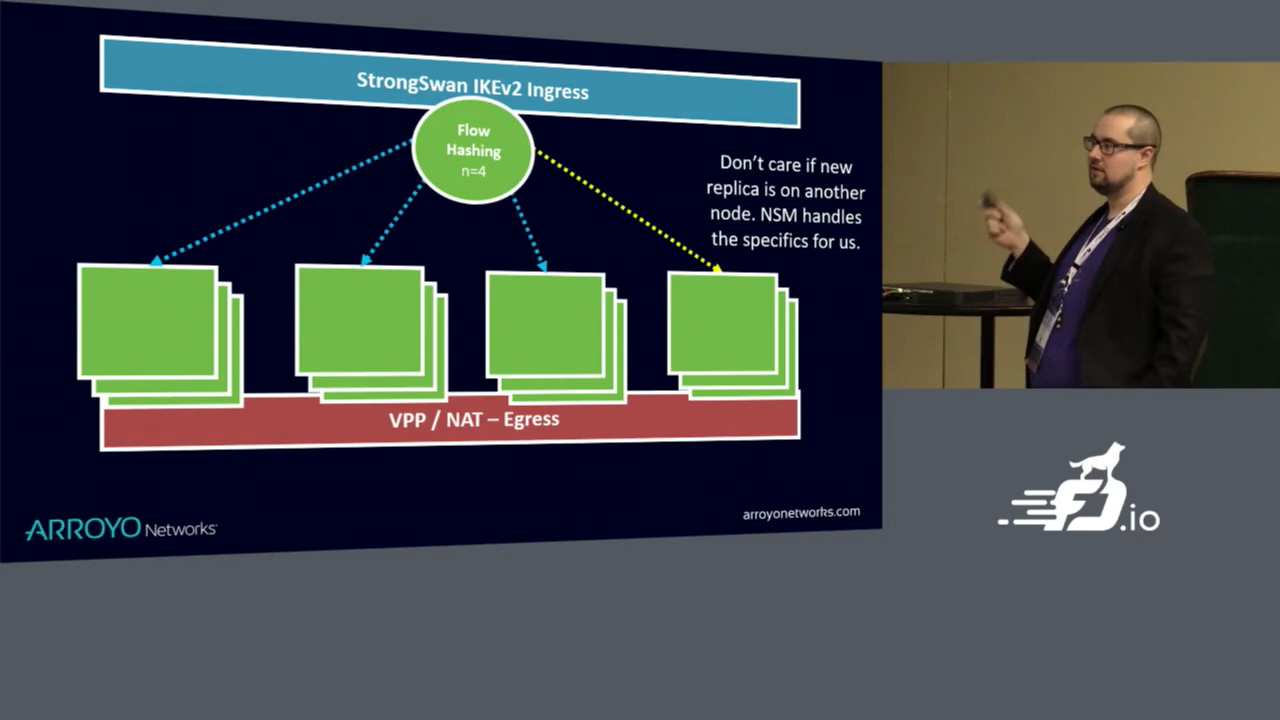 StrongSwan IKEv2 Ingress
Flow
Hashing
n=4
Don't care if new
replica is on another
node. NSM handles
the specifics for us.
VPP / NAT – Egress
ARROYO Networks
arroyonetworks.com
FD.io